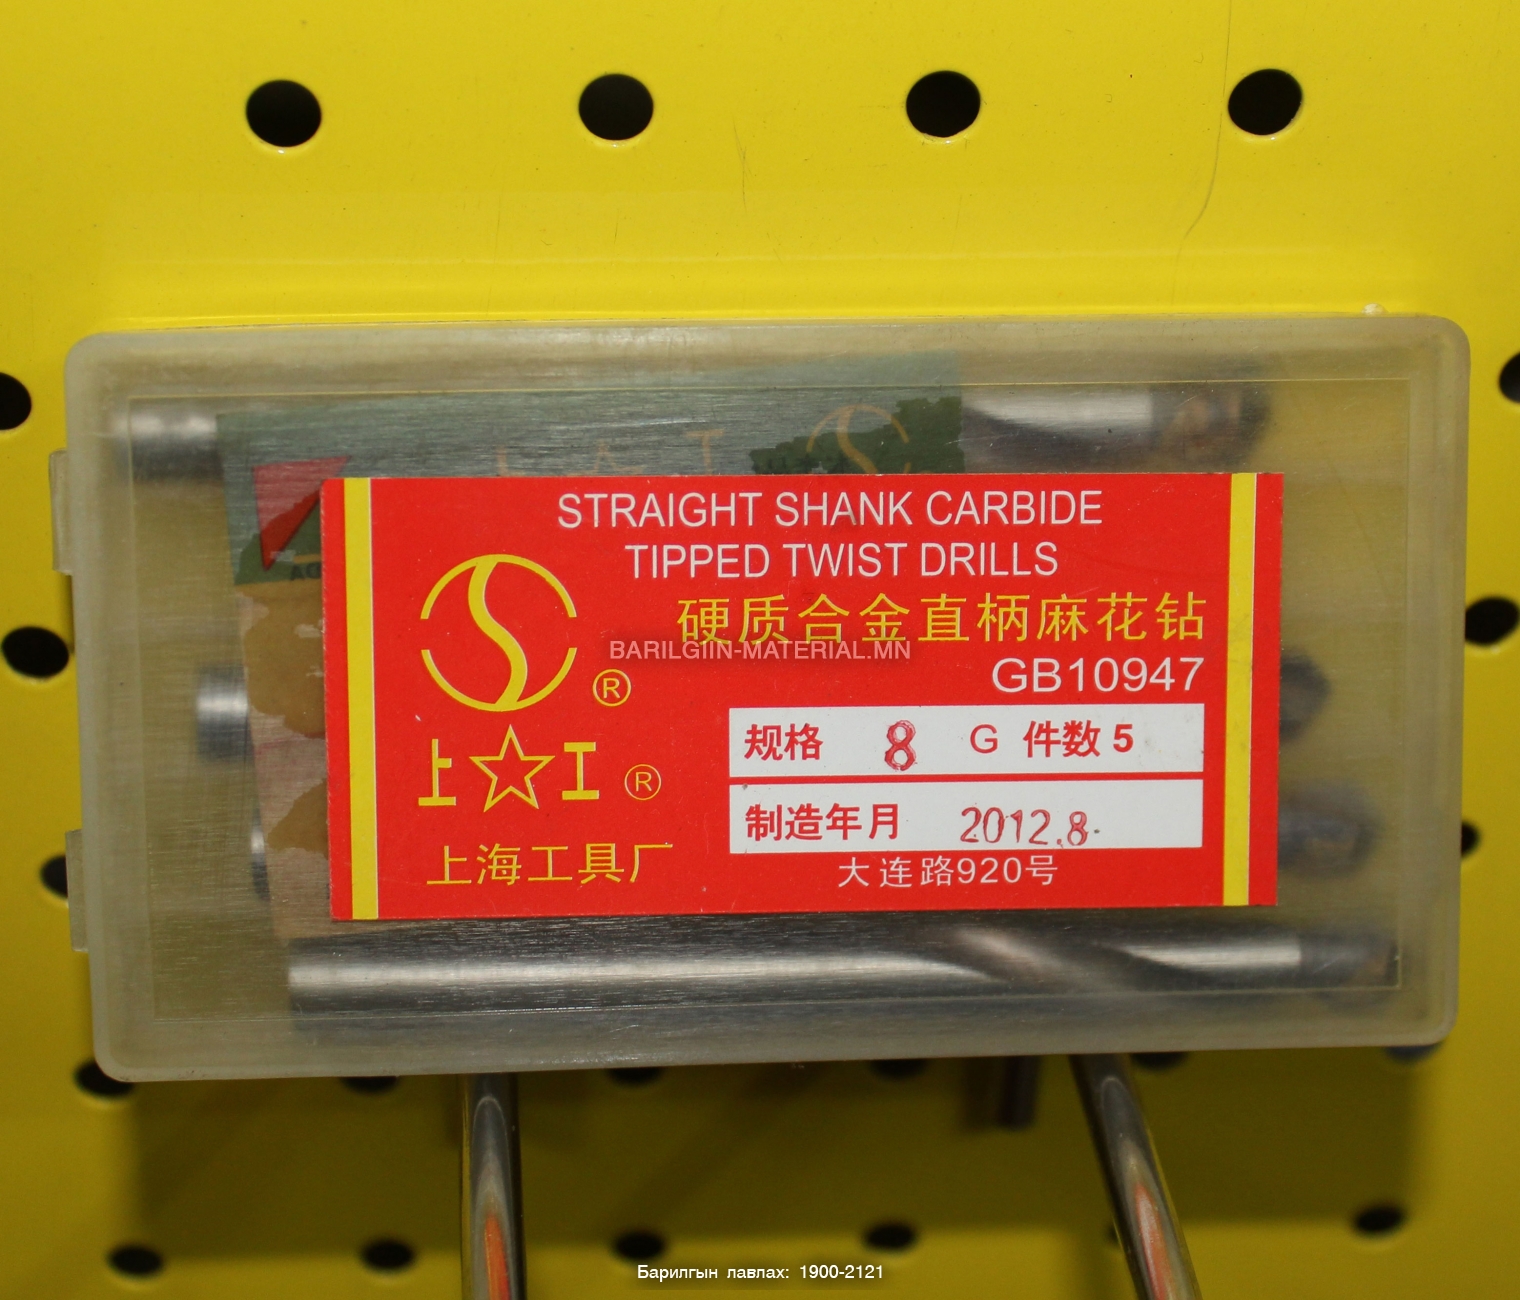 上 工
STRAIGHT SHANK CARBIDE
TIPPED TWIST DRILLS
硬质合金直柄麻花钻
BARILGIIN-MATERIAL.MN
GB10947
®
规格 8 G 件数 5
上☆工 ®
制造年月 2012.8.
上海工具厂
大连路920号
Барилгын лавлах: 1900-2121